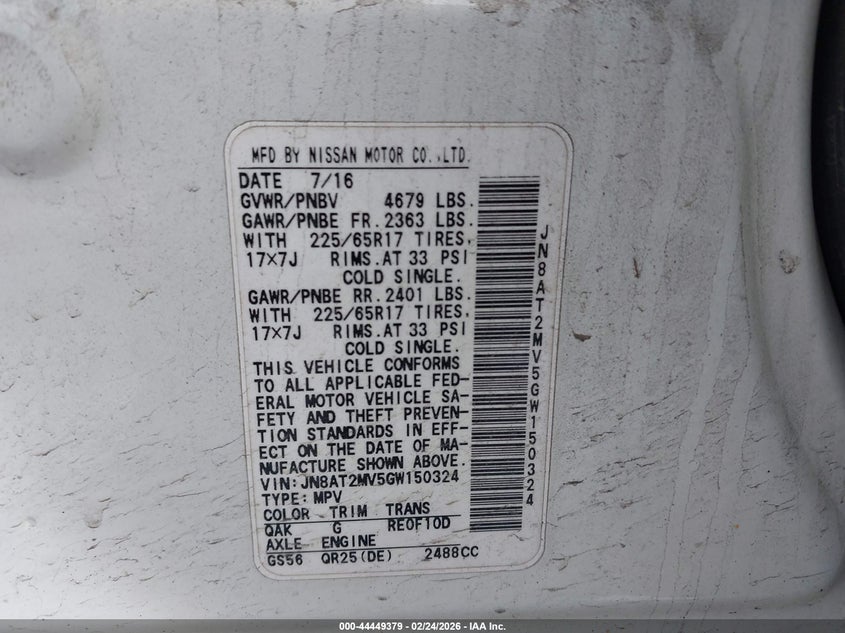 MFD BY NISSAN MOTOR CO.,LTD.
DATE 7/16
GVWR/PNBV 4679 LBS.
GAWR/PNBE FR. 2363 LBS.
WITH 225/65R17 TIRES,
17×7J RIMS.AT 33 PSI
COLD SINGLE.
GAWR/PNBE RR. 2401 LBS.
WITH 225/65R17 TIRES,
17×7J RIMS.AT 33 PSI
COLD SINGLE.
THIS VEHICLE CONFORMS
TO ALL APPLICABLE FED-
ERAL MOTOR VEHICLE SA-
FETY AND THEFT PREVEN-
TION STANDARDS IN EFF-
ECT ON THE DATE OF MA-
NUFACTURE SHOWN ABOVE.
VIN:JN8AT2MV5GW150324
TYPE:MPV
COLOR TRIM TRANS
QAK G RE0F10D
AXLE ENGINE
GS56 QR25(DE) 2488CC
JN8AT2MV5GW150324
000-44449379 - 02/24/2026 - IAA Inc.